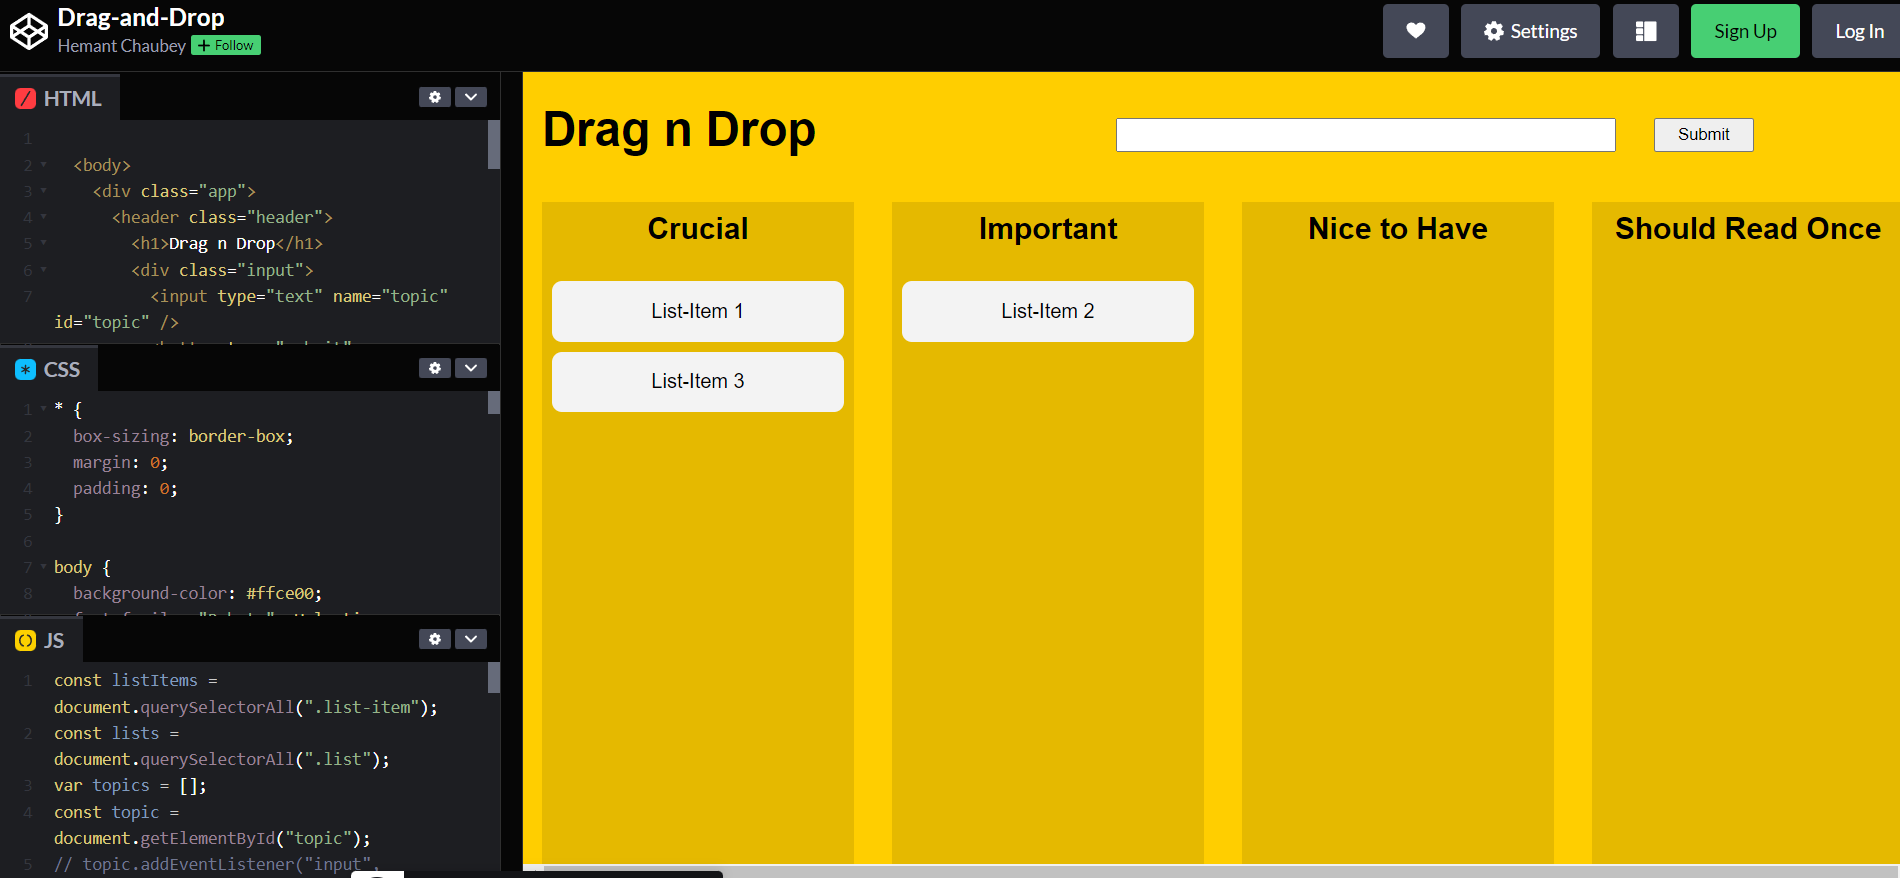 Drag-and-Drop
Hemant Chaubey + Follow
Settings
Sign Up
Log In
HTML
1
2 <body>
3 <div class="app">
4 <header class="header">
5 <h1>Drag n Drop</h1>
6 <div class="input">
7 <input type="text" name="topic"
id="topic" />
CSS
1 * {
2 box-sizing: border-box;
3 margin: 0;
4 padding: 0;
5 }
6
7 body {
8 background-color: #ffce00;
JS
1 const listItems =
document.querySelectorAll(".list-item");
2 const lists =
document.querySelectorAll(".list");
3 var topics = [];
4 const topic =
document.getElementById("topic");
5 // topic.addEventListener("input",
Drag n Drop
Submit
Crucial
List-Item 1
List-Item 3
Important
List-Item 2
Nice to Have
Should Read Once